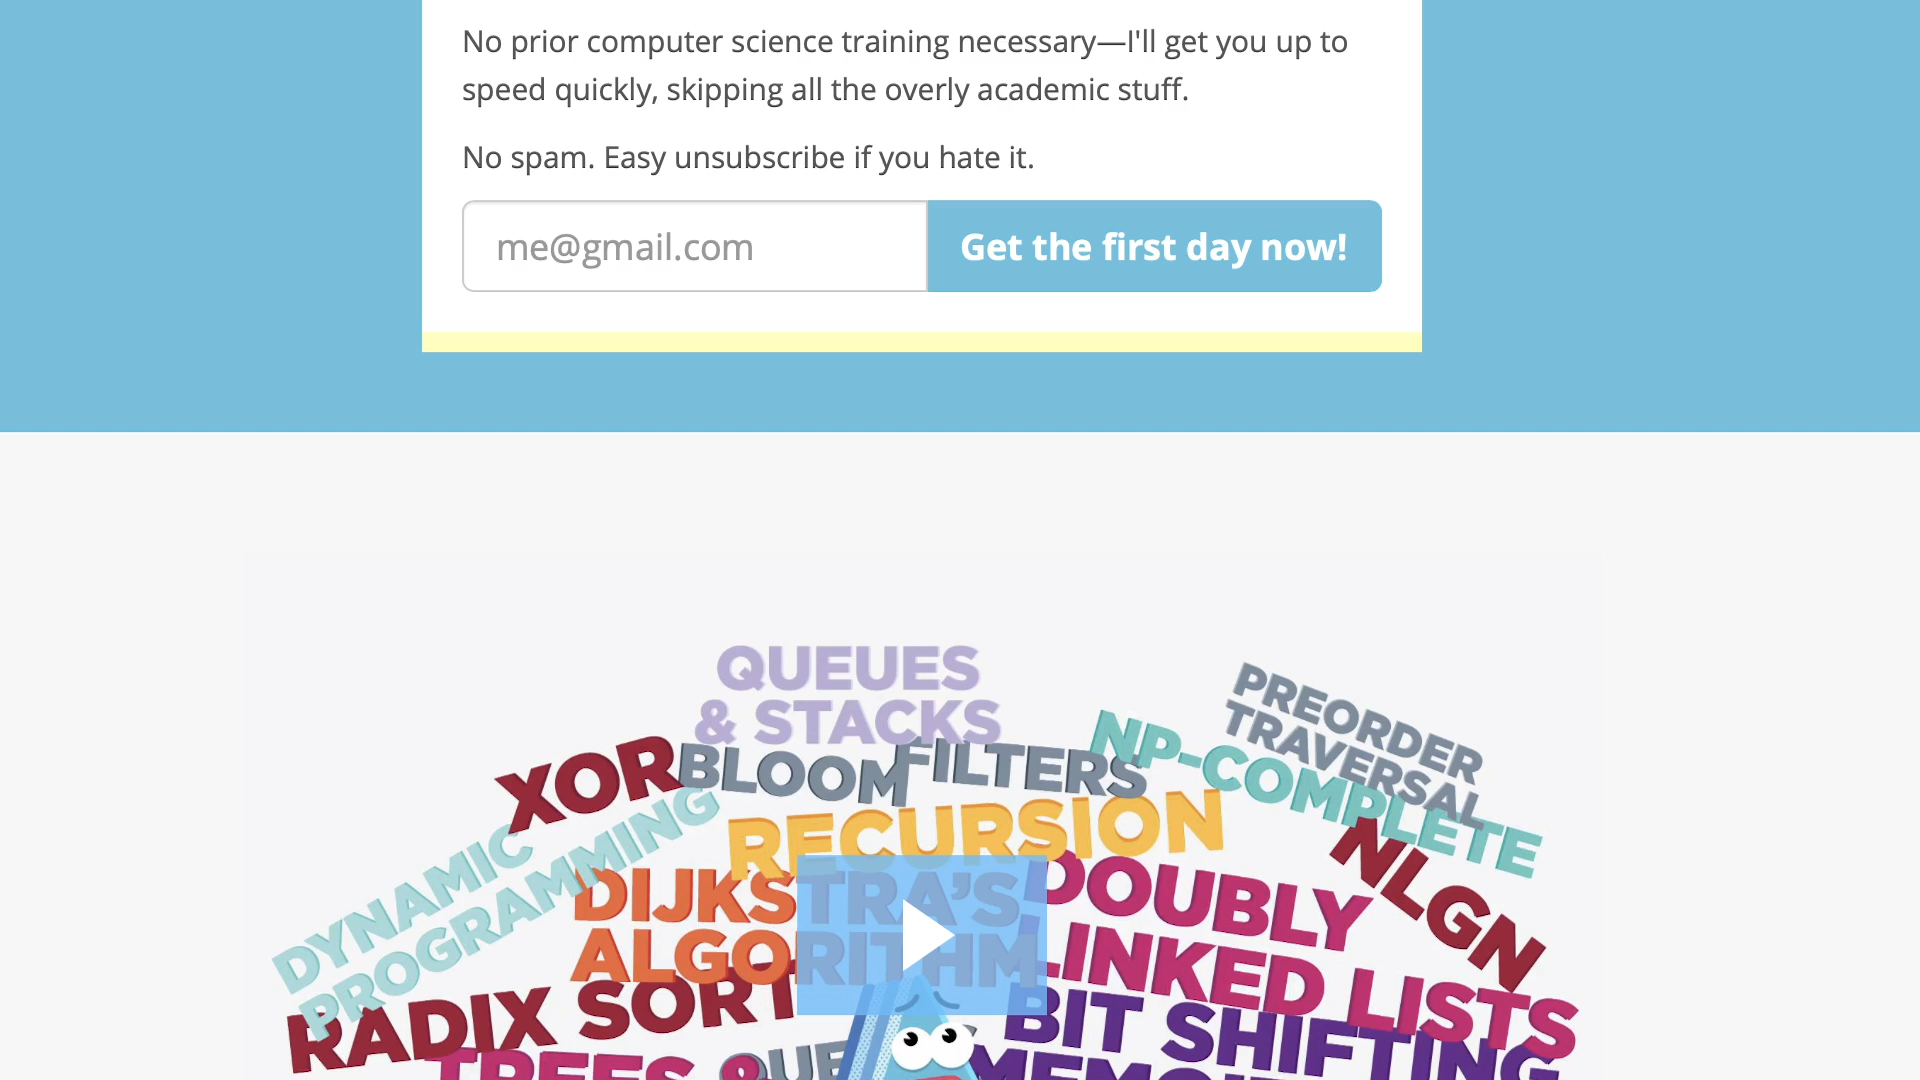 No prior computer science training necessary—I'll get you up to
speed quickly, skipping all the overly academic stuff.
No spam. Easy unsubscribe if you hate it.
me@gmail.com
Get the first day now!
QUEUES
& STACKS
PREORDER
TRAVERSAL
NP-COMPLETE
XOR
BLOOM FILTERS
DYNAMIC
PROGRAMMING
RECURSION
NLGN
DIJKSTRA'S
ALGORITHM
DOUBLY
LINKED LISTS
RADIX SORT
BIT SHIFTING
TREES &